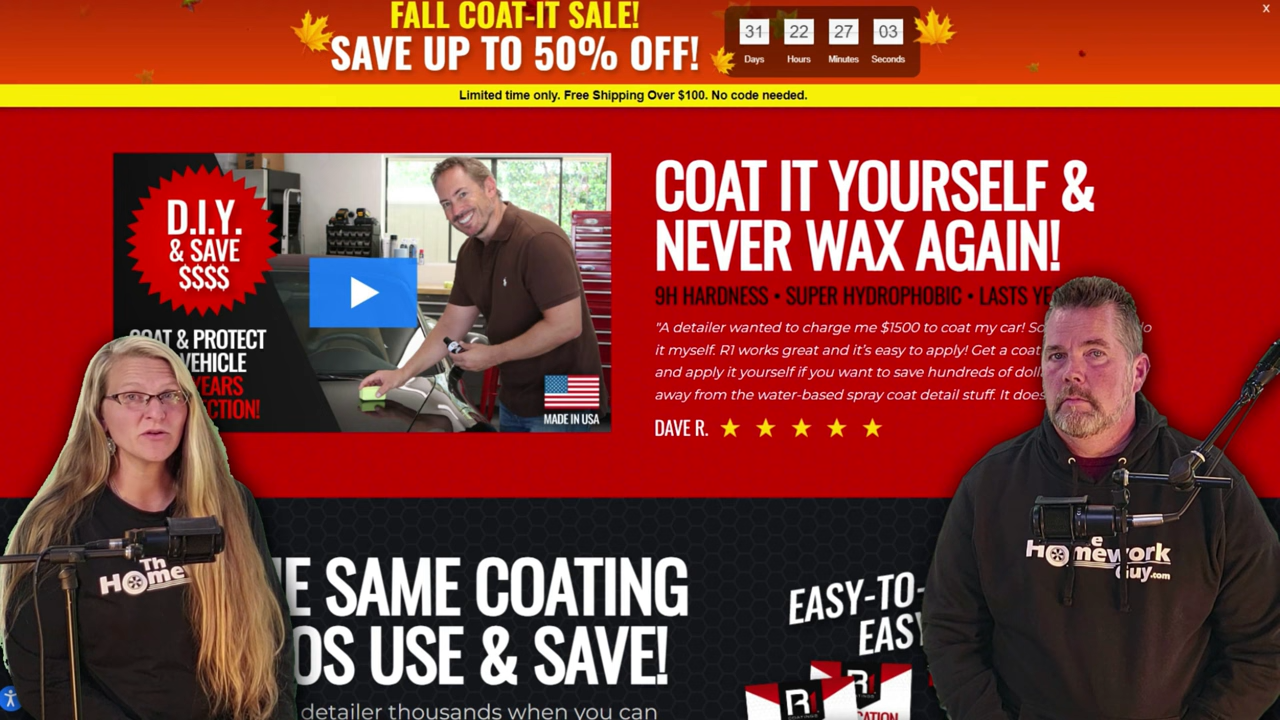 FALL COAT-IT SALE!
SAVE UP TO 50% OFF!
31 22 27 03
Days Hours Minutes Seconds
X
Limited time only. Free Shipping Over $100. No code needed.
D.I.Y.
& SAVE
$$$$
COAT & PROTECT
VEHICLE
YEARS
MADE IN USA
COAT IT YOURSELF &
NEVER WAX AGAIN!
9H HARDNESS • SUPER HYDROPHOBIC • LASTS
"A detailer wanted to charge me $1500 to coat my car!
it myself. R1 works great and it's easy to apply! Get a coat
and apply it yourself if you want to save hundreds of
away from the water-based spray coat detail stuff. It
DAVE R.
SAME COATING
USE & SAVE!
detailer thousands when you can
EASY-TO-
EASY
R1
R1
COATINGS
Th
Home
Homework
Guy.com